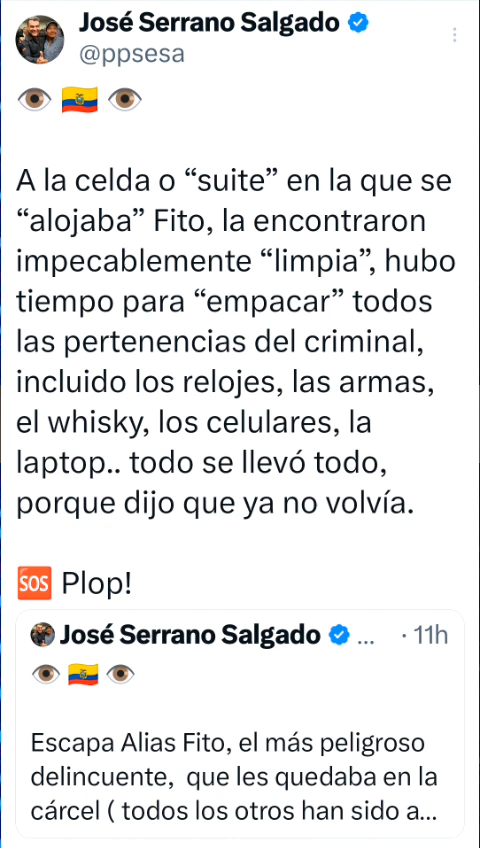 José Serrano Salgado
@ppsesa
👁🇪🇨👁
A la celda o “suite” en la que se
“alojaba” Fito, la encontraron
impecablemente “limpia”, hubo
tiempo para “empacar” todos
las pertenencias del criminal,
incluido los relojes, las armas,
el whisky, los celulares, la
laptop.. todo se llevó todo,
porque dijo que ya no volvía.
🆘 Plop!
José Serrano Salgado ... · 11h
👁🇪🇨👁
Escapa Alias Fito, el más peligroso
delincuente, que les quedaba en la
cárcel ( todos los otros han sido a...